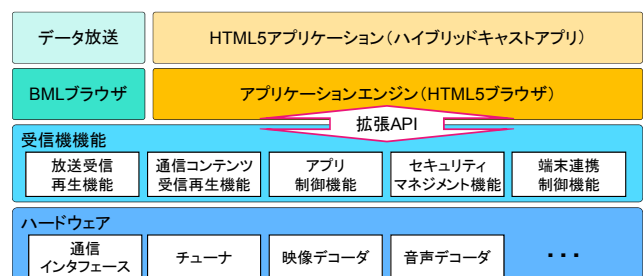 データ放送
HTML5アプリケーション(ハイブリッドキャストアプリ)
BMLブラウザ
アプリケーションエンジン(HTML5ブラウザ)
拡張API
受信機機能
放送受信
再生機能
通信コンテンツ
受信再生機能
アプリ
制御機能
セキュリティ
マネジメント機能
端末連携
制御機能
ハードウェア
通信
インタフェース
チューナ
映像デコーダ
音声デコーダ
・・・